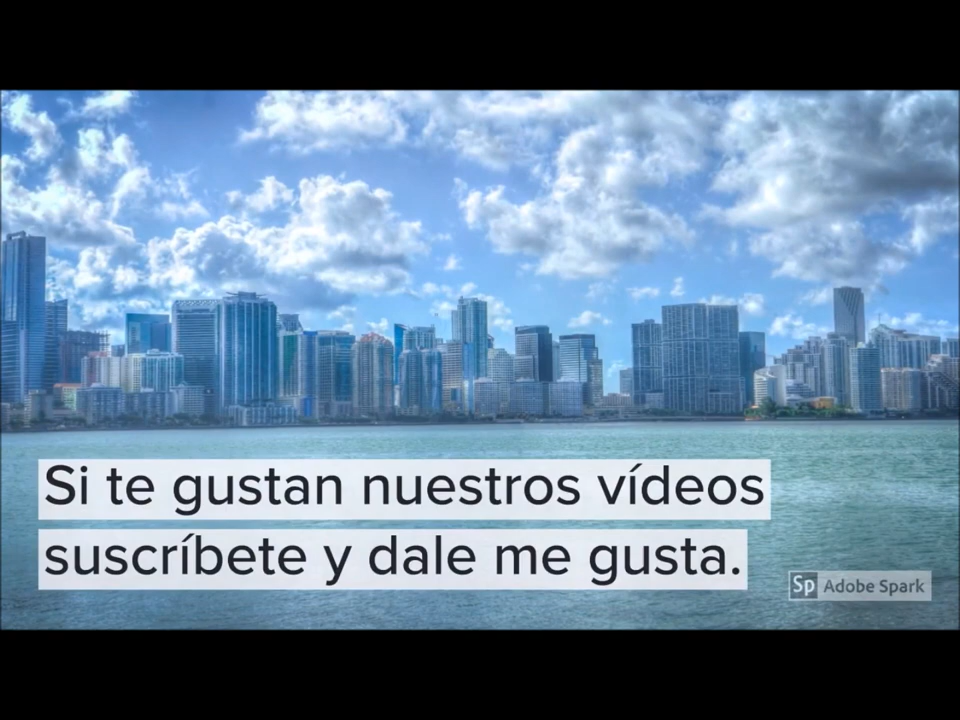 Si te gustan nuestros vídeos
suscríbete y dale me gusta.
Sp Adobe Spark